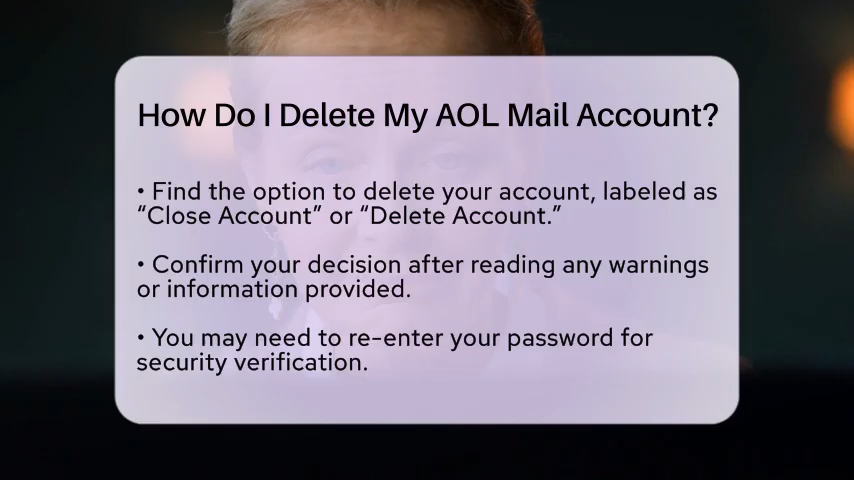 How Do I Delete My AOL Mail Account?
• Find the option to delete your account, labeled as
“Close Account” or “Delete Account.”
• Confirm your decision after reading any warnings
or information provided.
• You may need to re-enter your password for
security verification.